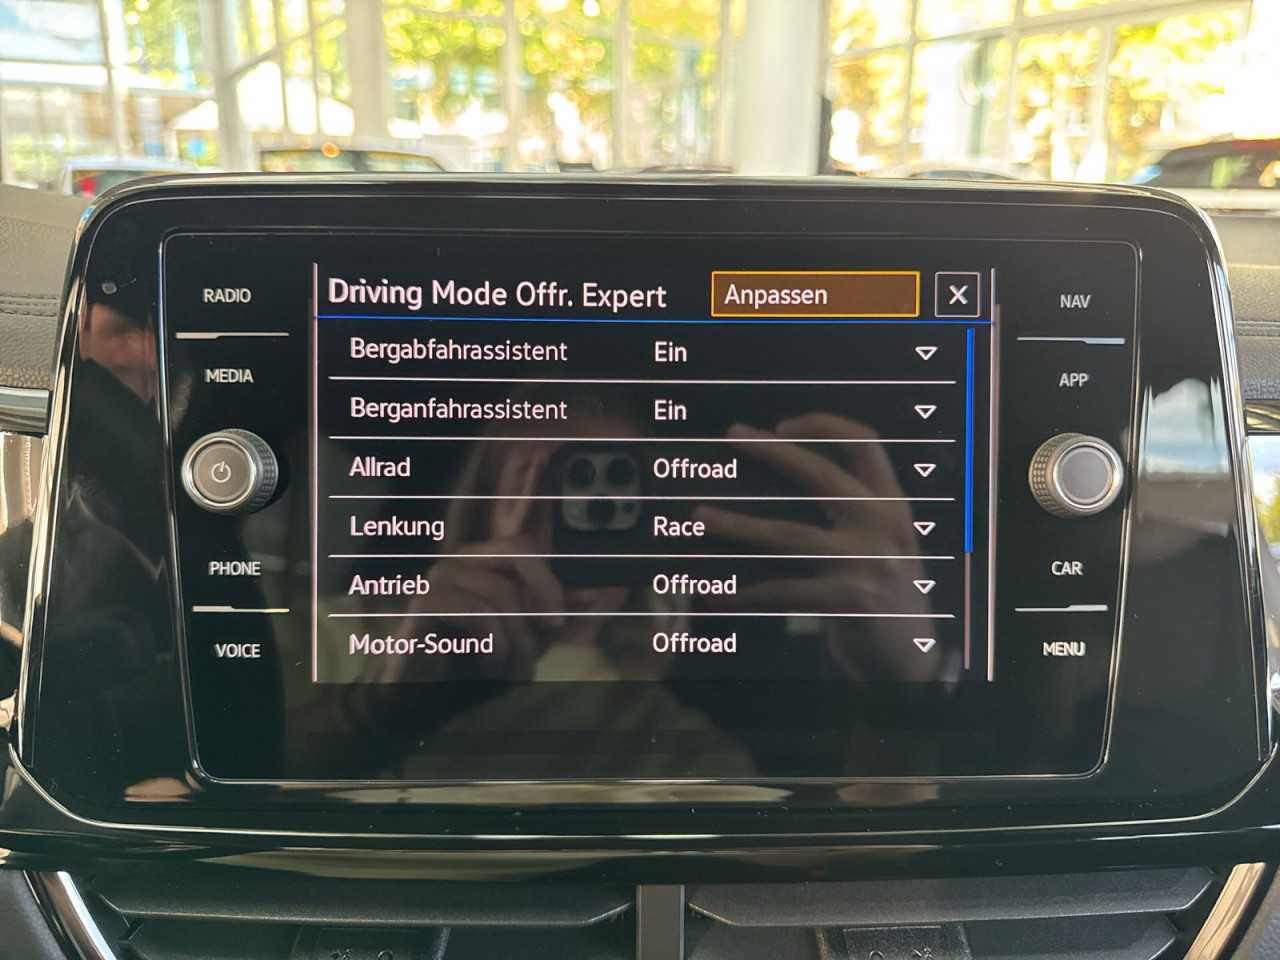 RADIO
MEDIA
PHONE
VOICE
Driving Mode Offr. Expert
Anpassen
X
Bergabfahrassistent Ein
Berganfahrassistent Ein
Allrad Offroad
Lenkung Race
Antrieb Offroad
Motor-Sound Offroad
NAV
APP
CAR
MENU